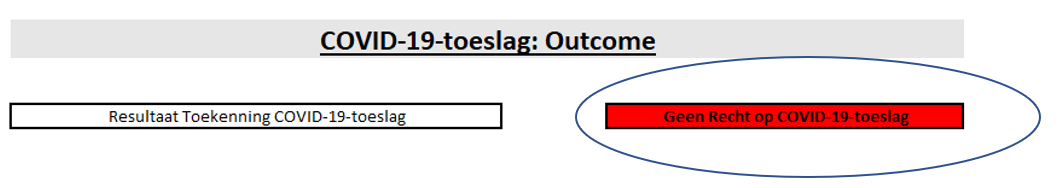 COVID-19-toeslag: Outcome
Resultaat Toekenning COVID-19-toeslag
Geen Recht op COVID-19-toeslag